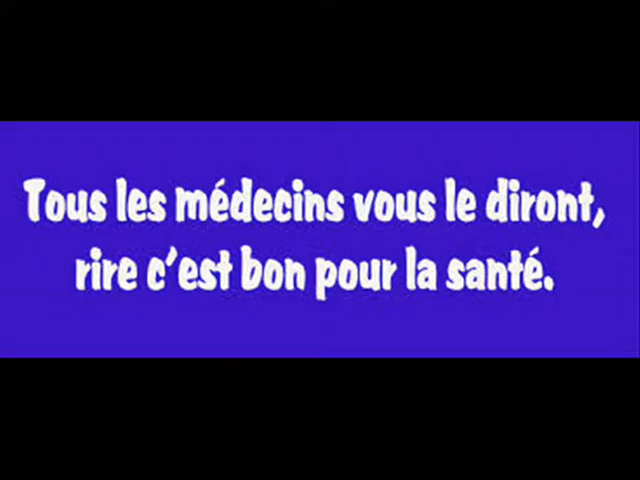 Tous les médecins vous le diront,
rire c'est bon pour la santé.